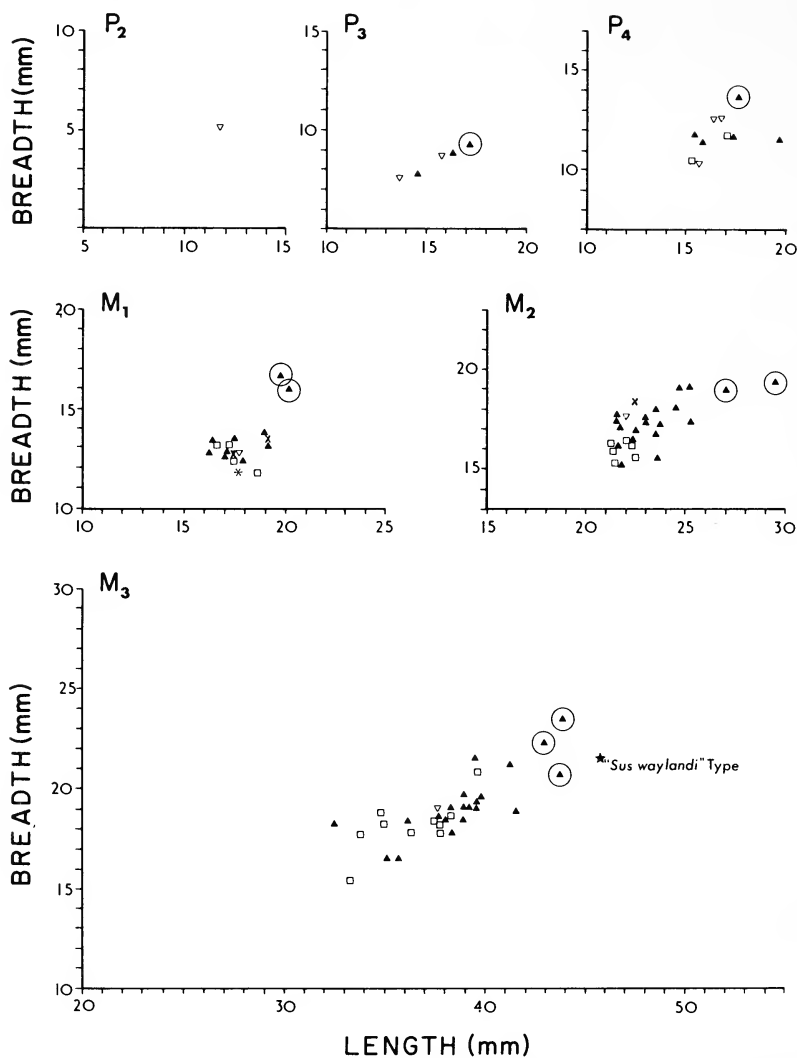 P2 P3 P4
10 15 15
BREADTH (mm)
5 10 10
0 5
5 10 15 10 15 20 10 15 20
M1 M2
20
BREADTH (mm)
20
15 15
10
10 15 20 25 15 20 25 30
M3
30
25
BREADTH (mm)
"Sus waylandi" Type
20
15
10
20 30 40 50
LENGTH (mm)